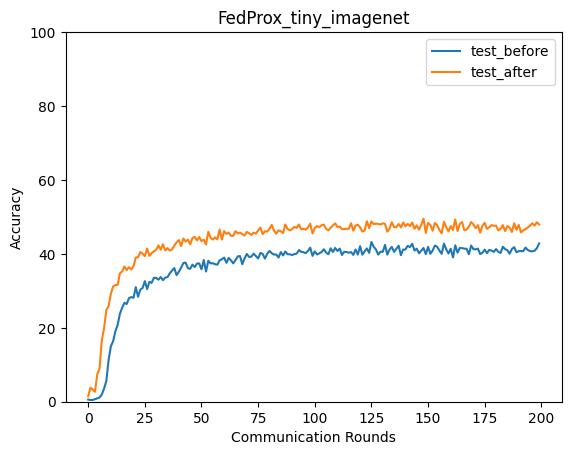 FedProx_tiny_imagenet
100
80
60
40
20
0
Accuracy
test_before
test_after
0 25 50 75 100 125 150 175 200
Communication Rounds